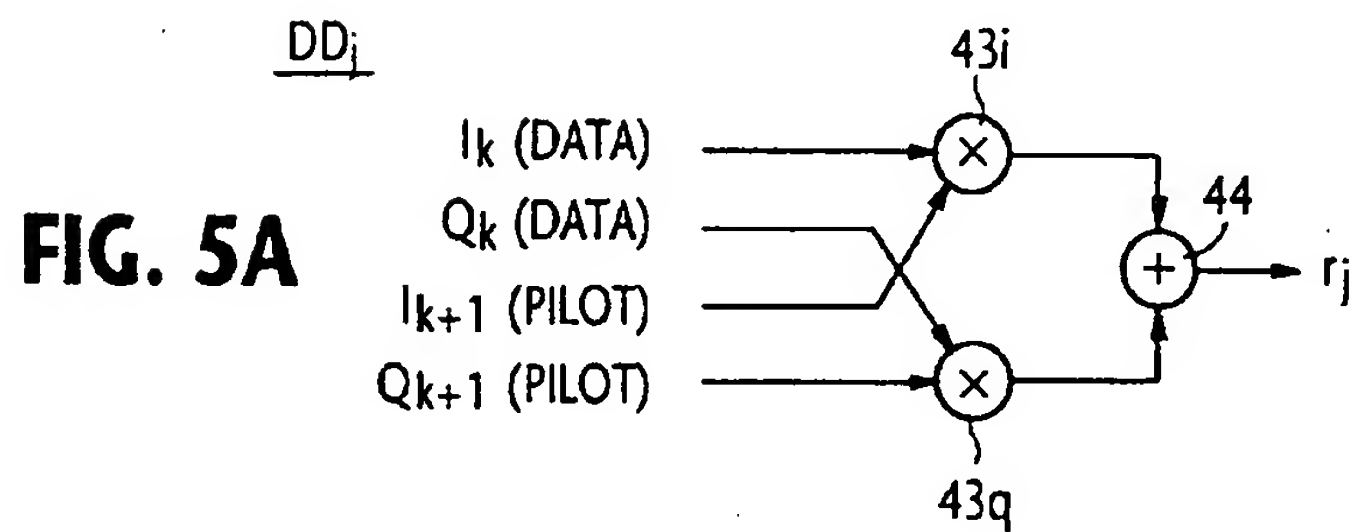 DDj
43i
Ik (DATA)
Qk (DATA)
FIG. 5A
Ik+1 (PILOT)
Qk+1 (PILOT)
×
×
+
44
rj
43q